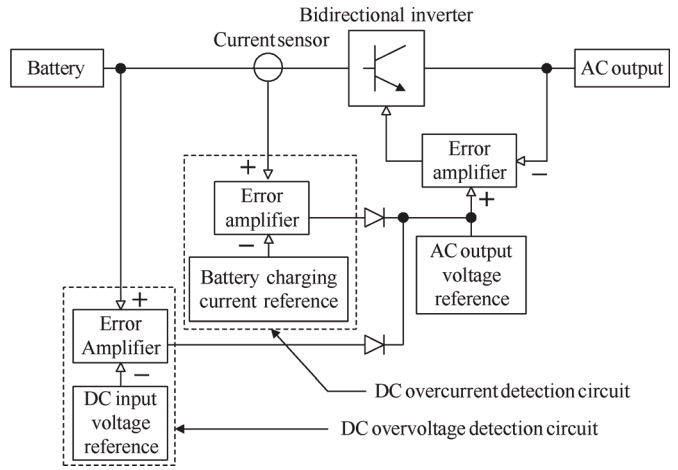 Bidirectional inverter
Current sensor
Battery
AC output
Error
amplifier
−
+
+
Error
amplifier
−
Battery charging
current reference
AC output
voltage
reference
+
Error
Amplifier
−
DC input
voltage
reference
DC overcurrent detection circuit
DC overvoltage detection circuit